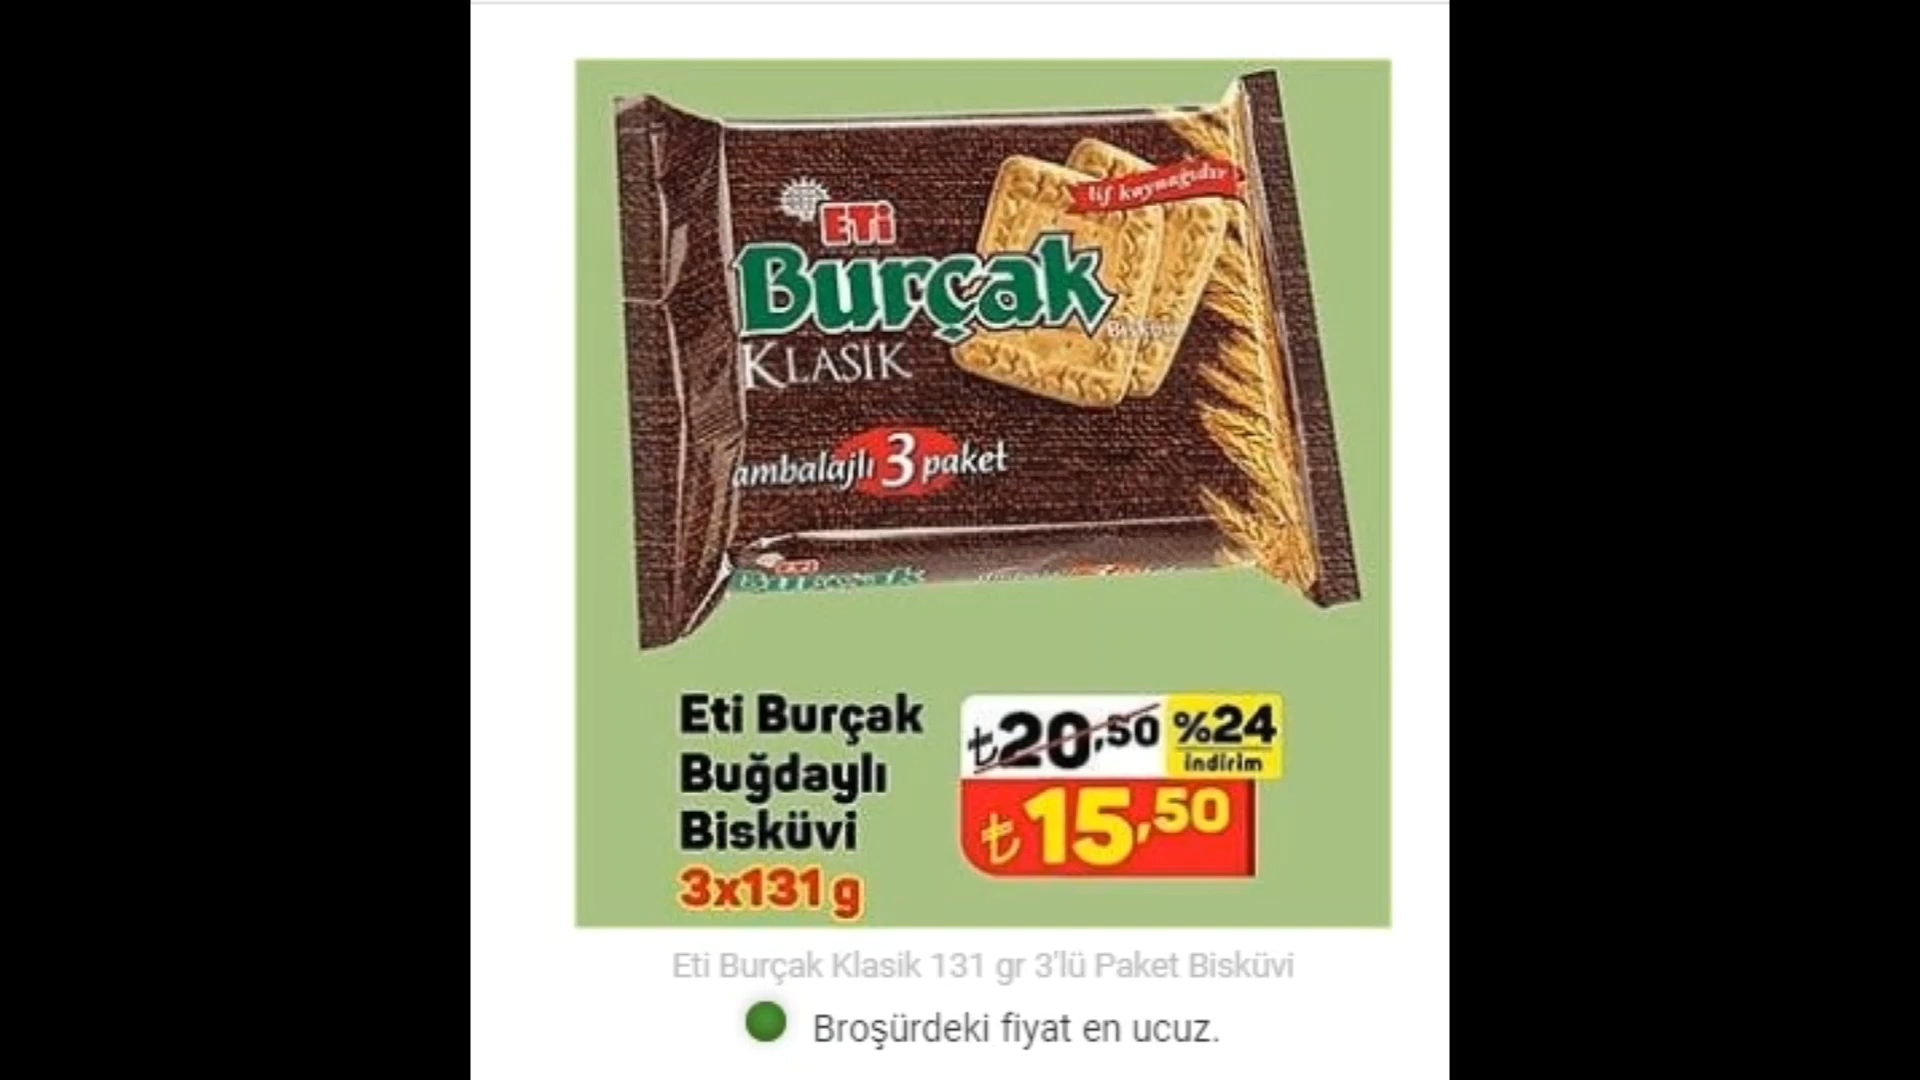 ETİ
Burçak
Bisküvi
KLASİK
lif kaynağıdır
ambalajlı 3 paket
Burçak
Eti Burçak
Buğdaylı
Bisküvi
3x131 g
₺20,50
%24
indirim
₺15,50
Eti Burçak Klasik 131 gr 3'lü Paket Bisküvi
Broşürdeki fiyat en ucuz.